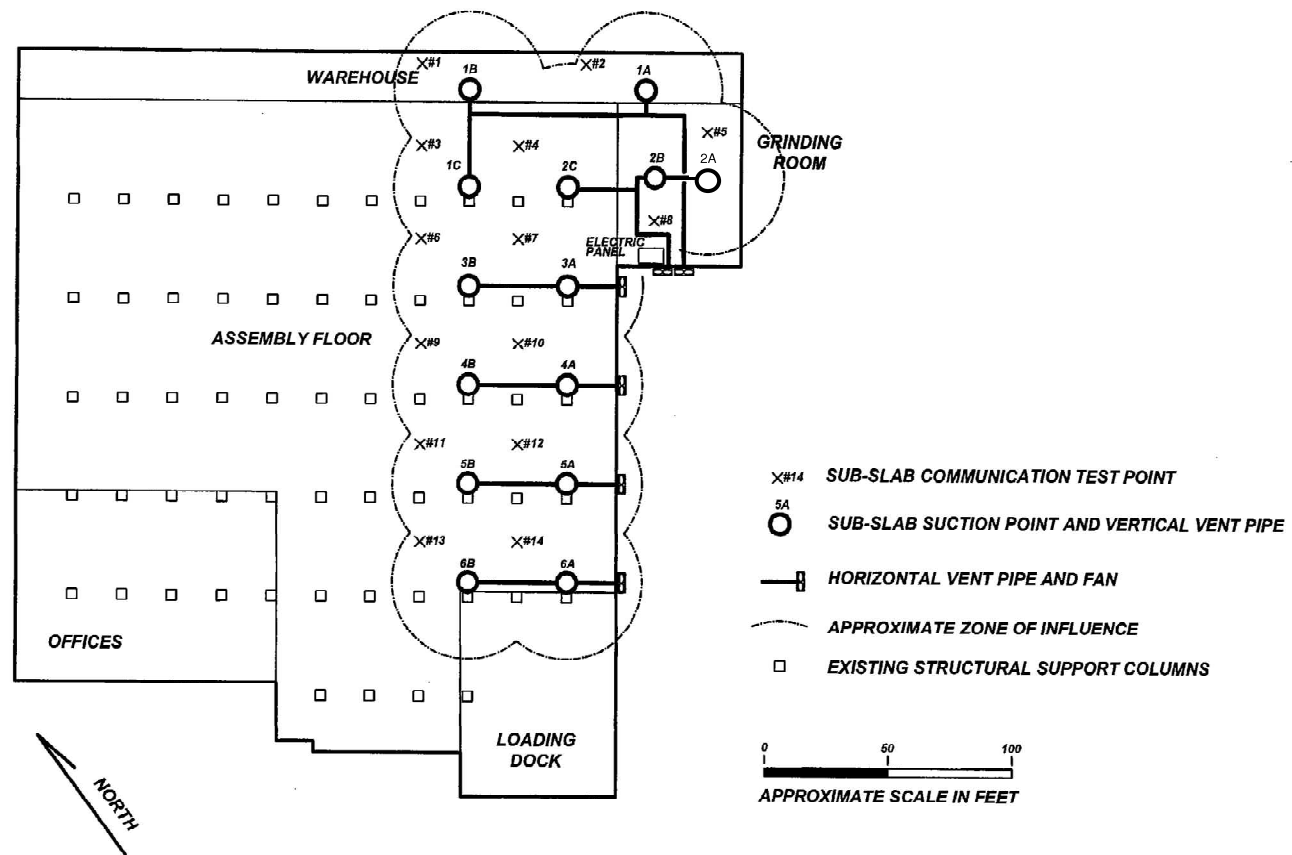 #1
#2
WAREHOUSE
1B
1A
#3
#4
#5
GRINDING
ROOM
1C
2C
2B
2A
#8
#6
#7
ELECTRIC
PANEL
3B
3A
ASSEMBLY FLOOR
#9
#10
4B
4A
#11
#12
5B
5A
#13
#14
6B
6A
OFFICES
LOADING
DOCK
NORTH
#14 SUB-SLAB COMMUNICATION TEST POINT
5A
SUB-SLAB SUCTION POINT AND VERTICAL VENT PIPE
HORIZONTAL VENT PIPE AND FAN
APPROXIMATE ZONE OF INFLUENCE
EXISTING STRUCTURAL SUPPORT COLUMNS
0 50 100
APPROXIMATE SCALE IN FEET